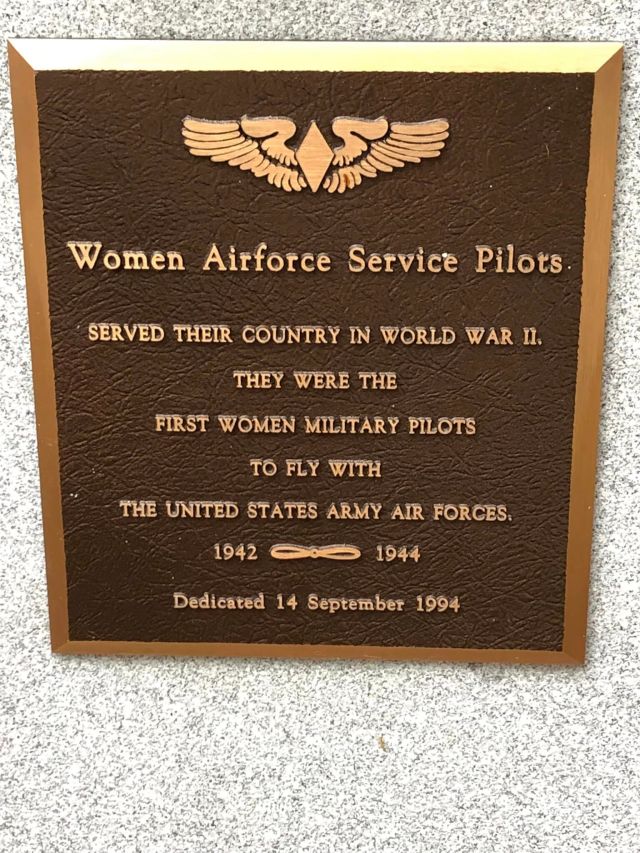 Women Airforce Service Pilots
SERVED THEIR COUNTRY IN WORLD WAR II.
THEY WERE THE
FIRST WOMEN MILITARY PILOTS
TO FLY WITH
THE UNITED STATES ARMY AIR FORCES.
1942 1944
Dedicated 14 September 1994